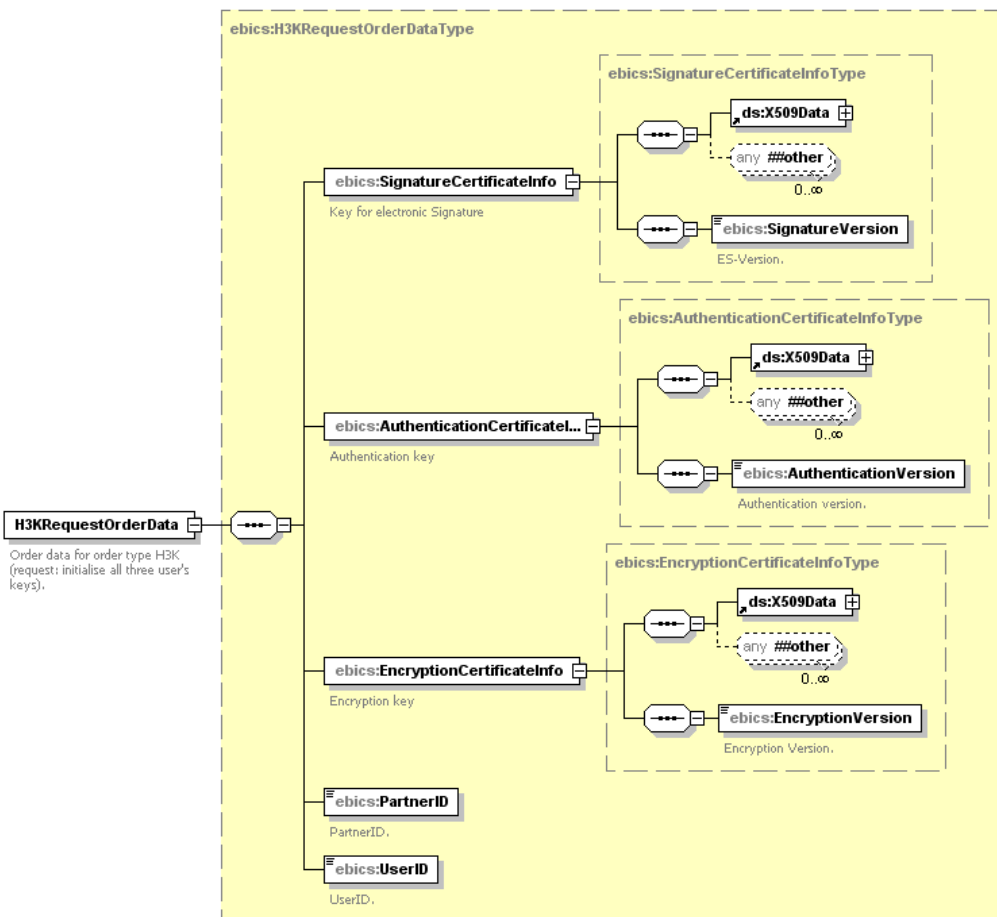 ebics:H3KRequestOrderDataType
ebics:SignatureCertificateInfoType
ds:X509Data
any ##other
0..∞
ebics:SignatureCertificateInfo
Key for electronic Signature
ebics:SignatureVersion
ES-Version.
ebics:AuthenticationCertificateInfoType
ds:X509Data
any ##other
0..∞
ebics:AuthenticationCertificateI...
Authentication key
ebics:AuthenticationVersion
Authentication version.
H3KRequestOrderData
Order data for order type H3K
(request: initialise all three user's
keys).
ebics:EncryptionCertificateInfoType
ds:X509Data
any ##other
0..∞
ebics:EncryptionCertificateInfo
Encryption key
ebics:EncryptionVersion
Encryption Version.
ebics:PartnerID
PartnerID.
ebics:UserID
UserID.